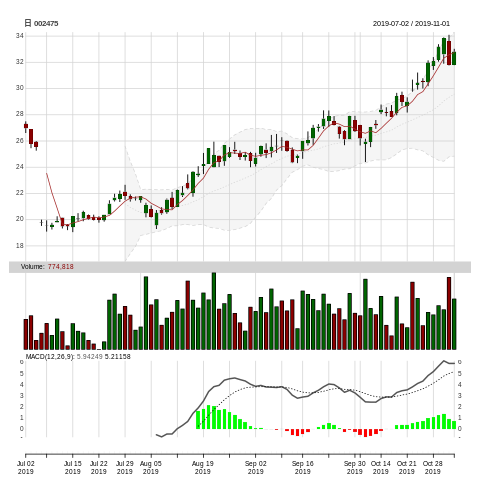 日 002475
2019-07-02 / 2019-11-01
34
32
30
28
26
24
22
20
18
Volume: 774,818
MACD(12,26,9): 5.94249 5.21158
6 6
5 5
4 4
3 3
2 2
1 1
0 0
- -
Jul 02 Jul 15 Jul 22 Jul 29 Aug 05 Aug 19 Sep 02 Sep 16 Sep 30 Oct 14 Oct 21 Oct 28
2019 2019 2019 2019 2019 2019 2019 2019 2019 2019 2019 2019